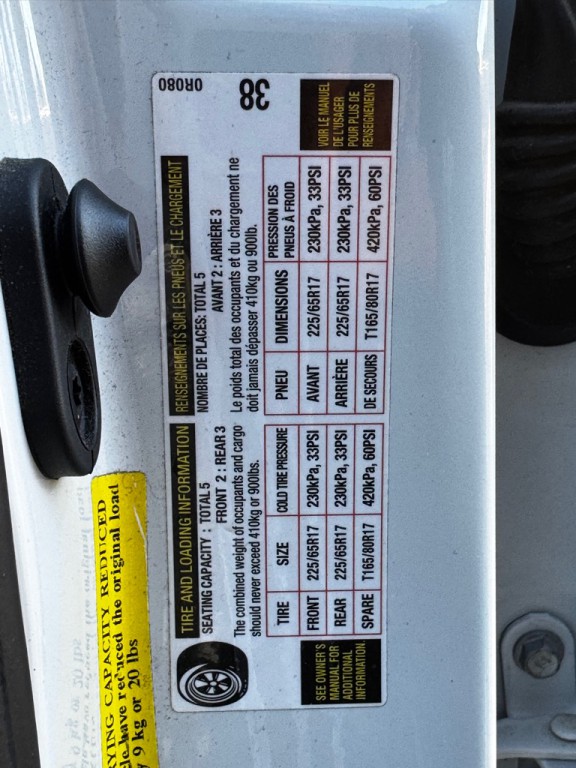 TIRE AND LOADING INFORMATION
SEATING CAPACITY : TOTAL 5
FRONT 2 : REAR 3
The combined weight of occupants and cargo
should never exceed 410kg or 900lbs.
TIRE SIZE COLD TIRE PRESSURE
FRONT 225/65R17 230kPa, 33PSI
REAR 225/65R17 230kPa, 33PSI
SPARE T165/80R17 420kPa, 60PSI
SEE OWNER'S
MANUAL FOR
ADDITIONAL
INFORMATION
RENSEIGNEMENTS SUR LES PNEUS ET LE CHARGEMENT
NOMBRE DE PLACES: TOTAL 5
AVANT 2 : ARRIÈRE 3
Le poids total des occupants et du chargement ne
doit jamais dépasser 410kg ou 900lb.
PNEU DIMENSIONS PRESSION DES
PNEUS À FROID
AVANT 225/65R17 230kPa, 33PSI
ARRIÈRE 225/65R17 230kPa, 33PSI
DE SECOURS T165/80R17 420kPa, 60PSI
VOIR LE MANUEL
DE L'USAGER
POUR PLUS DE
RENSEIGNEMENTS
0R080
38
CAPACITY REDUCED
have reduced the original load
9 kg or 20 lbs